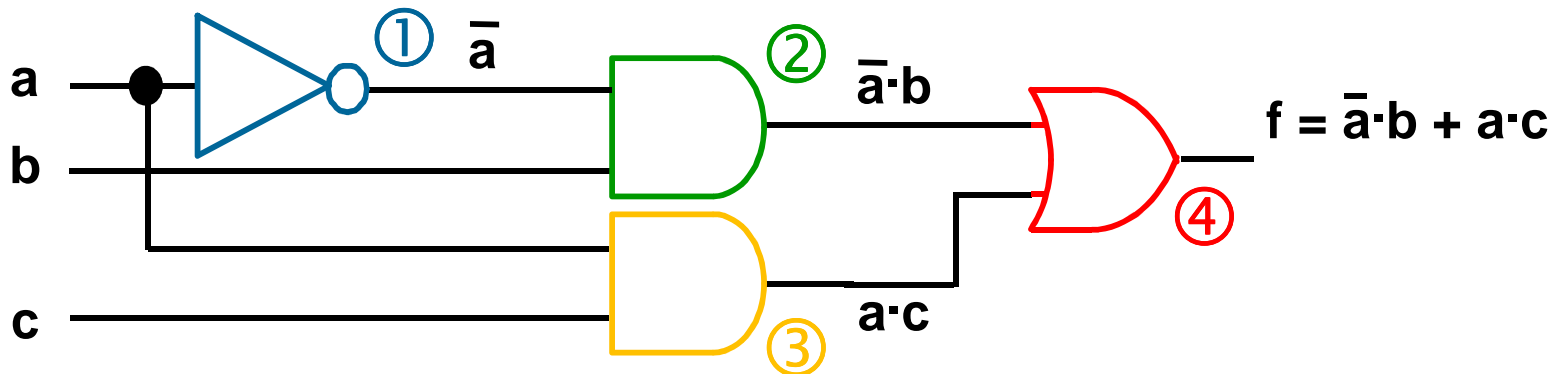 a
①
a̅
②
a̅·b
f = a̅·b + a·c
b
④
c
a·c
③